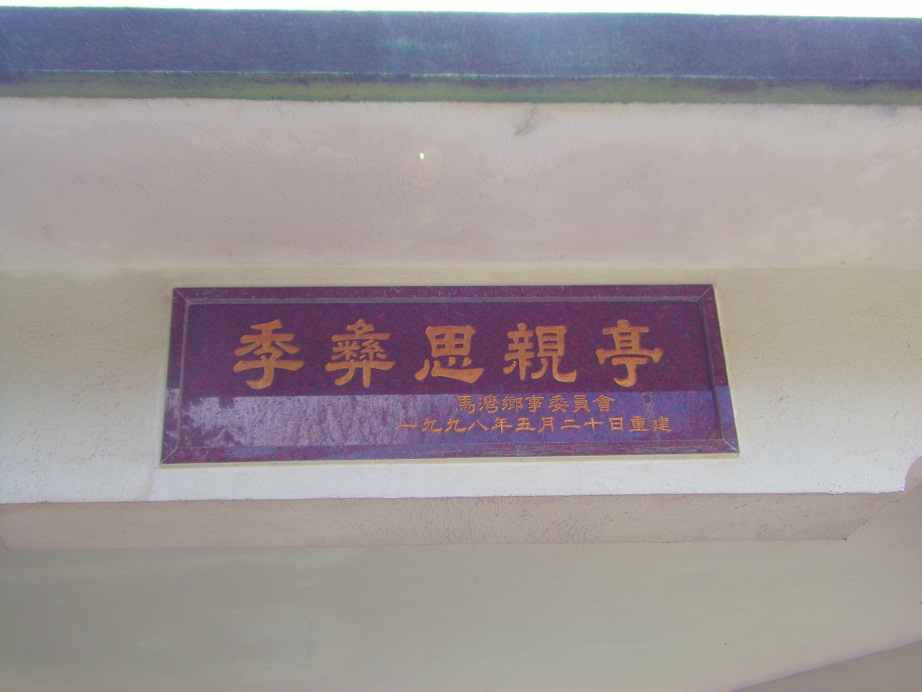 季彝思親亭
馬灣鄉事委員會
一九九八年五月二十日重建